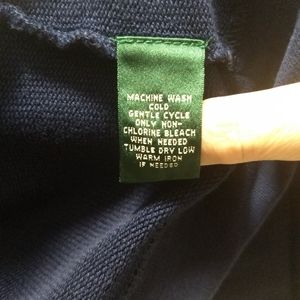 MACHINE WASH
COLD
GENTLE CYCLE
ONLY NON-
CHLORINE BLEACH
WHEN NEEDED
TUMBLE DRY LOW
WARM IRON
IF NEEDED